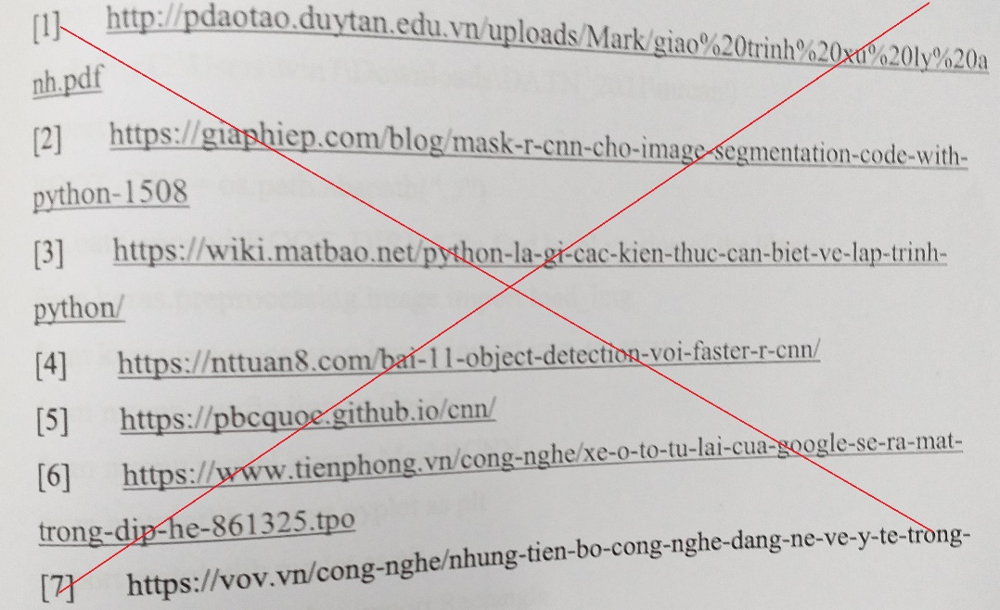 [1] http://pdaotao.duytan.edu.vn/uploads/Mark/giao%20trinh%20xu%20ly%20a
nh.pdf
[2] https://giaphiep.com/blog/mask-r-cnn-cho-image-segmentation-code-with-
python-1508
[3] https://wiki.matbao.net/python-la-gi-cac-kien-thuc-can-biet-ve-lap-trinh-
python/
[4] https://nttuan8.com/bai-11-object-detection-voi-faster-r-cnn/
[5] https://pbcquoc.github.io/cnn/
[6] https://www.tienphong.vn/cong-nghe/xe-o-to-tu-lai-cua-google-se-ra-mat-
trong-dip-he-861325.tpo
[7] https://vov.vn/cong-nghe/nhung-tien-bo-cong-nghe-dang-ne-ve-y-te-trong-